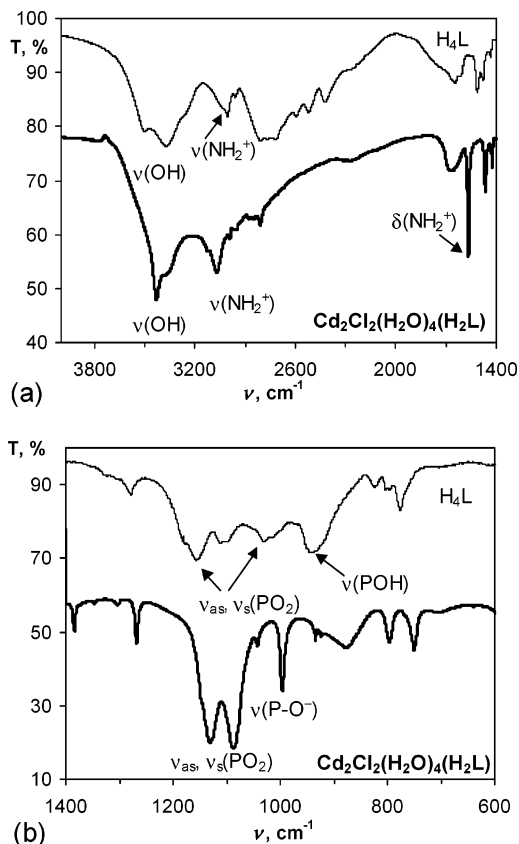 T, %
100
90
80
70
60
50
40
H₄L
ν(NH₂⁺)
ν(OH)
δ(NH₂⁺)
ν(OH)
ν(NH₂⁺)
Cd₂Cl₂(H₂O)₄(H₂L)
3800 3200 2600 2000 1400
(a)
ν, cm⁻¹
T, %
90
70
50
30
10
H₄L
ν(POH)
νas, νs(PO₂)
ν(P-O⁻)
νas, νs(PO₂)
Cd₂Cl₂(H₂O)₄(H₂L)
1400 1200 1000 800 600
(b)
ν, cm⁻¹